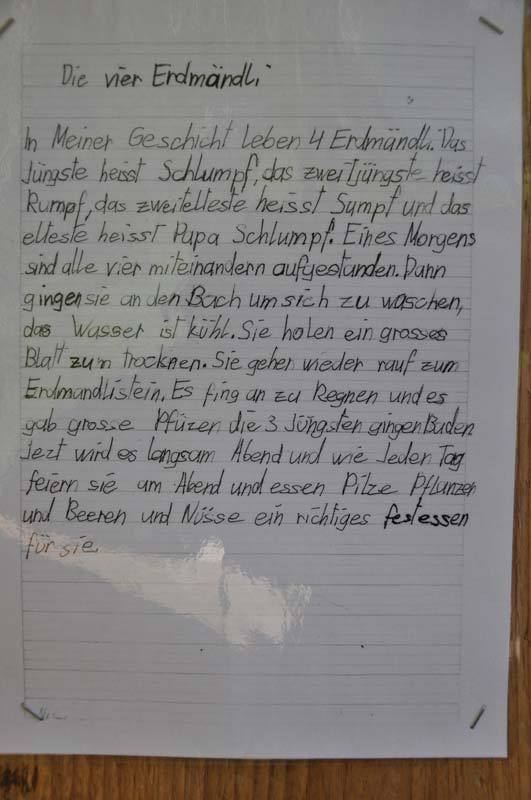 Die vier Erdmändli
In Meiner Geschicht leben 4 Erdmändli. Das
Jüngste heisst Schlumpf, das zweitjüngste heisst
Rumpf, das zweitelteste heisst Sumpf und das
elteste heisst Papa Schlumpf. Eines Morgens
sind alle vier miteinandern aufgestanden. Dann
gingen sie an den Bach um sich zu waschen,
das Wasser ist kühl. Sie holen ein grosses
Blatt zum trocknen. Sie gehen wieder rauf zum
Erdmandlistein. Es fing an zu Regnen und es
gab grosse Pfüzen die 3 Jüngsten gingen Baden
Jezt wird es langsam Abend und wie Jeden Tag
feiern sie am Abend und essen Pilze Pflanzen
und Beeren und Nüsse ein richtiges festessen
für sie.